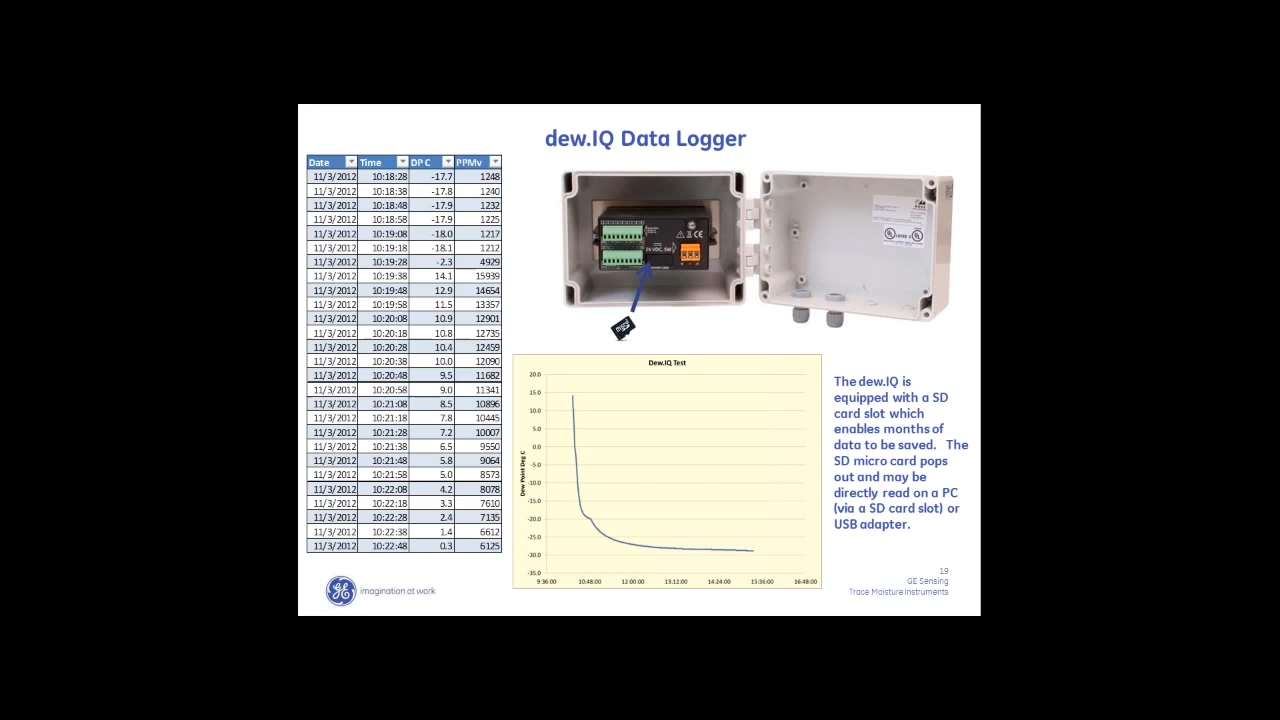 dew.IQ Data Logger
Date Time DP C PPMv
11/3/2012 10:18:28 -17.7 1248
11/3/2012 10:18:38 -17.8 1240
11/3/2012 10:18:48 -17.9 1232
11/3/2012 10:18:58 -17.9 1225
11/3/2012 10:19:08 -18.0 1217
11/3/2012 10:19:18 -18.1 1212
11/3/2012 10:19:28 -2.3 4929
11/3/2012 10:19:38 14.1 15939
11/3/2012 10:19:48 12.9 14654
11/3/2012 10:19:58 11.5 13357
11/3/2012 10:20:08 10.9 12901
11/3/2012 10:20:18 10.8 12735
11/3/2012 10:20:28 10.4 12459
11/3/2012 10:20:38 10.0 12090
11/3/2012 10:20:48 9.5 11682
11/3/2012 10:20:58 9.0 11341
11/3/2012 10:21:08 8.5 10896
11/3/2012 10:21:18 7.8 10445
11/3/2012 10:21:28 7.2 10007
11/3/2012 10:21:38 6.5 9550
11/3/2012 10:21:48 5.8 9064
11/3/2012 10:21:58 5.0 8573
11/3/2012 10:22:08 4.2 8078
11/3/2012 10:22:18 3.3 7610
11/3/2012 10:22:28 2.4 7135
11/3/2012 10:22:38 1.4 6612
11/3/2012 10:22:48 0.3 6125
24 VDC, 5W
CE
Dew.IQ Test
20.0
15.0
10.0
5.0
0.0
-5.0
-10.0
-15.0
-20.0
-25.0
-30.0
-35.0
Dew Point Deg C
9:36:00 10:48:00 12:00:00 13:12:00 14:24:00 15:36:00 16:48:00
The dew.IQ is
equipped with a SD
card slot which
enables months of
data to be saved. The
SD micro card pops
out and may be
directly read on a PC
(via a SD card slot) or
USB adapter.
GE imagination at work
19
GE Sensing
Trace Moisture Instruments